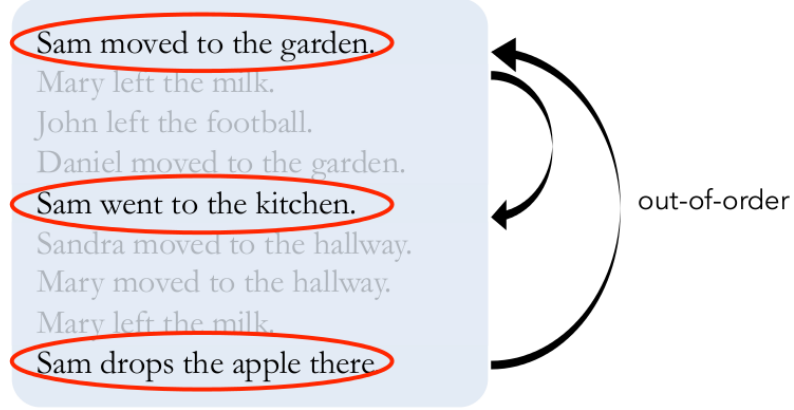 Sam moved to the garden.
Mary left the milk.
John left the football.
Daniel moved to the garden.
Sam went to the kitchen.
Sandra moved to the hallway.
Mary moved to the hallway.
Mary left the milk.
Sam drops the apple there
out-of-order